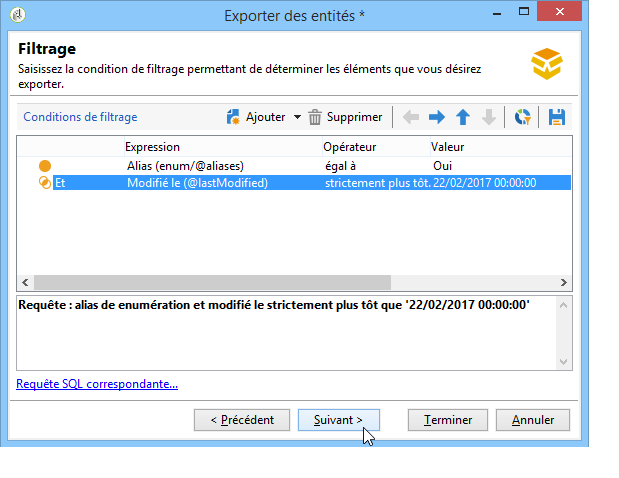 Exporter des entités *
Filtrage
Saisissez la condition de filtrage permettant de déterminer les éléments que vous désirez
exporter.
Conditions de filtrage Ajouter Supprimer
Expression Opérateur Valeur
Alias (enum/@aliases) égal à Oui
Et Modifié le (@lastModified) strictement plus tôt. 22/02/2017 00:00:00
Requête : alias de enumération et modifié le strictement plus tôt que '22/02/2017 00:00:00'
Requête SQL correspondante...
< Précédent Suivant > Terminer Annuler